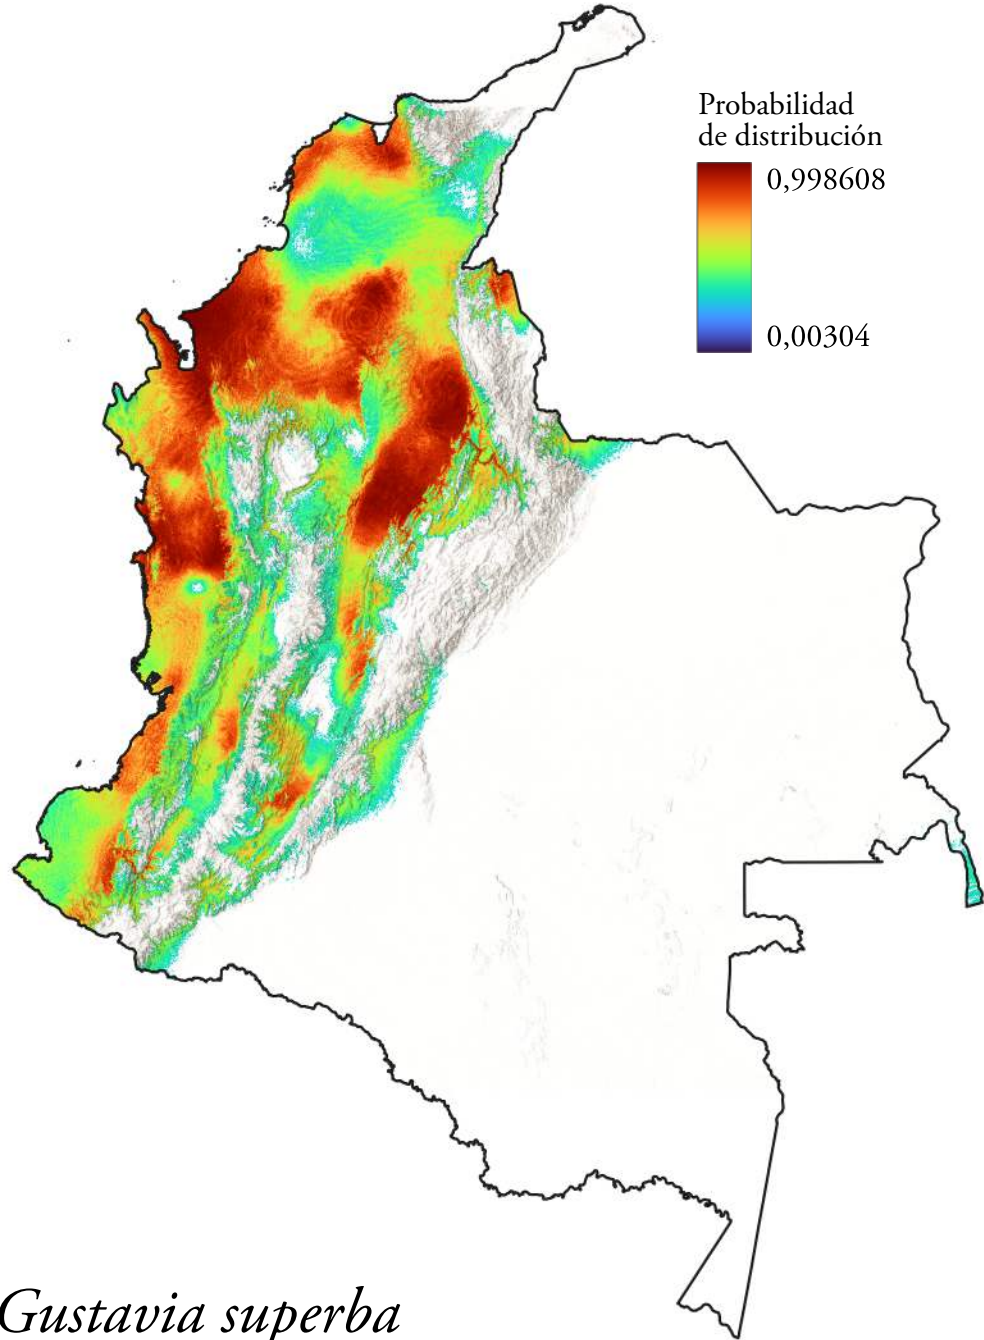 Probabilidad
de distribución
0,998608
0,00304
Gustavia superba